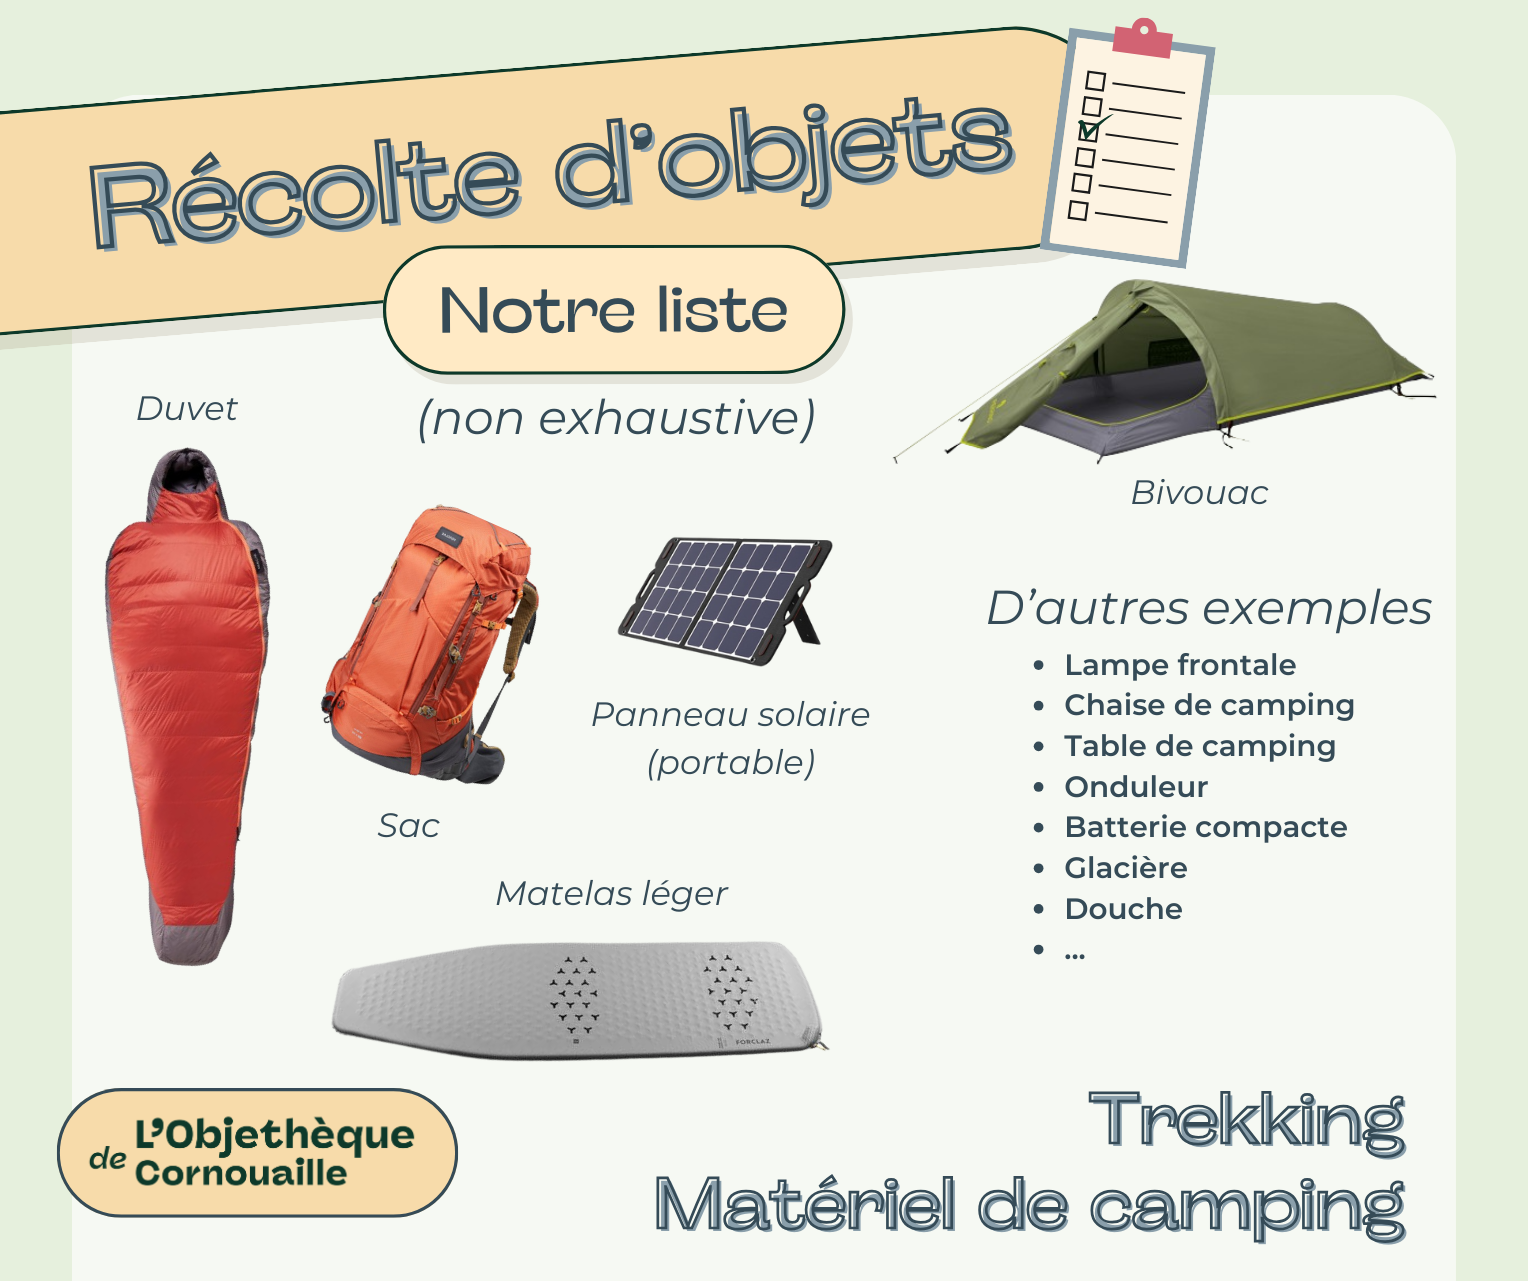 Récolte d’objets
Notre liste
(non exhaustive)
Duvet
Bivouac
Sac
Panneau solaire
(portable)
Matelas léger
FORCLAZ
D’autres exemples
• Lampe frontale
• Chaise de camping
• Table de camping
• Onduleur
• Batterie compacte
• Glacière
• Douche
• ...
de L’Objethèque
Cornouaille
Trekking
Matériel de camping